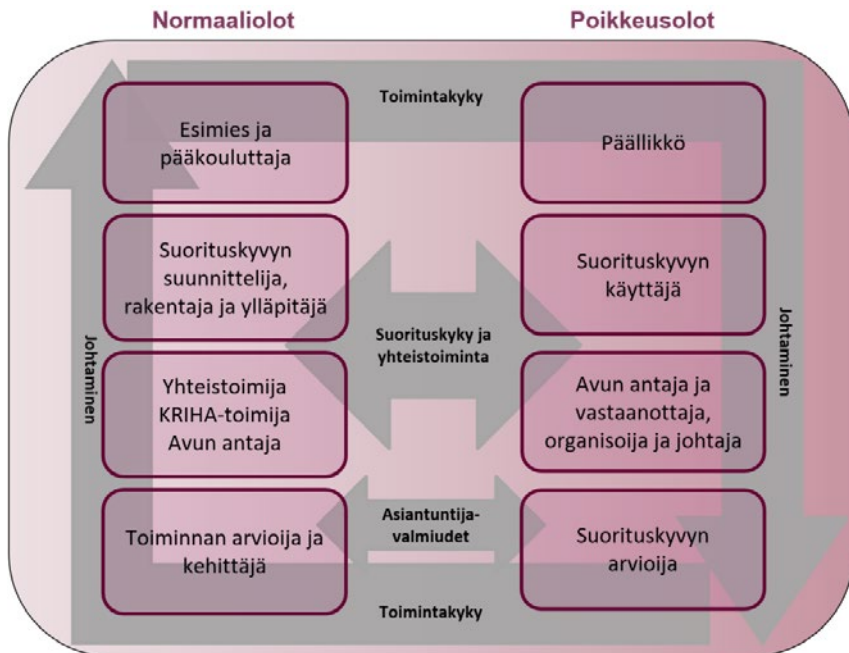 Normaaliolot
Poikkeusolot
Toimintakyky
Esimies ja
pääkouluttaja
Päällikkö
Suorituskyvyn
suunnittelija,
rakentaja ja ylläpitäjä
Suorituskyvyn
käyttäjä
Johtaminen
Suorituskyky ja
yhteistoiminta
Johtaminen
Yhteistoimija
KRIHA-toimija
Avun antaja
Avun antaja ja
vastaanottaja,
organisoija ja johtaja
Asiantuntija-
valmiudet
Toiminnan arvioija ja
kehittäjä
Suorituskyvyn
arvioija
Toimintakyky